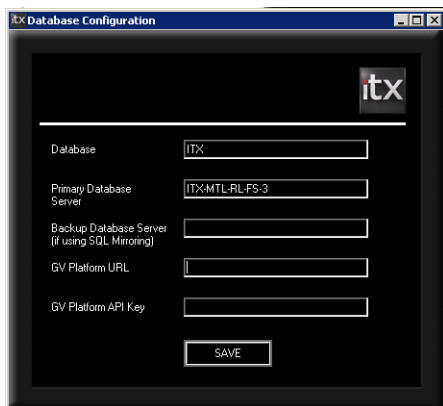 itx Database Configuration
itx
Database
ITX
Primary Database
Server
ITX-MTL-RL-FS-3
Backup Database Server
(if using SQL Mirroring)
GV Platform URL
GV Platform API Key
SAVE